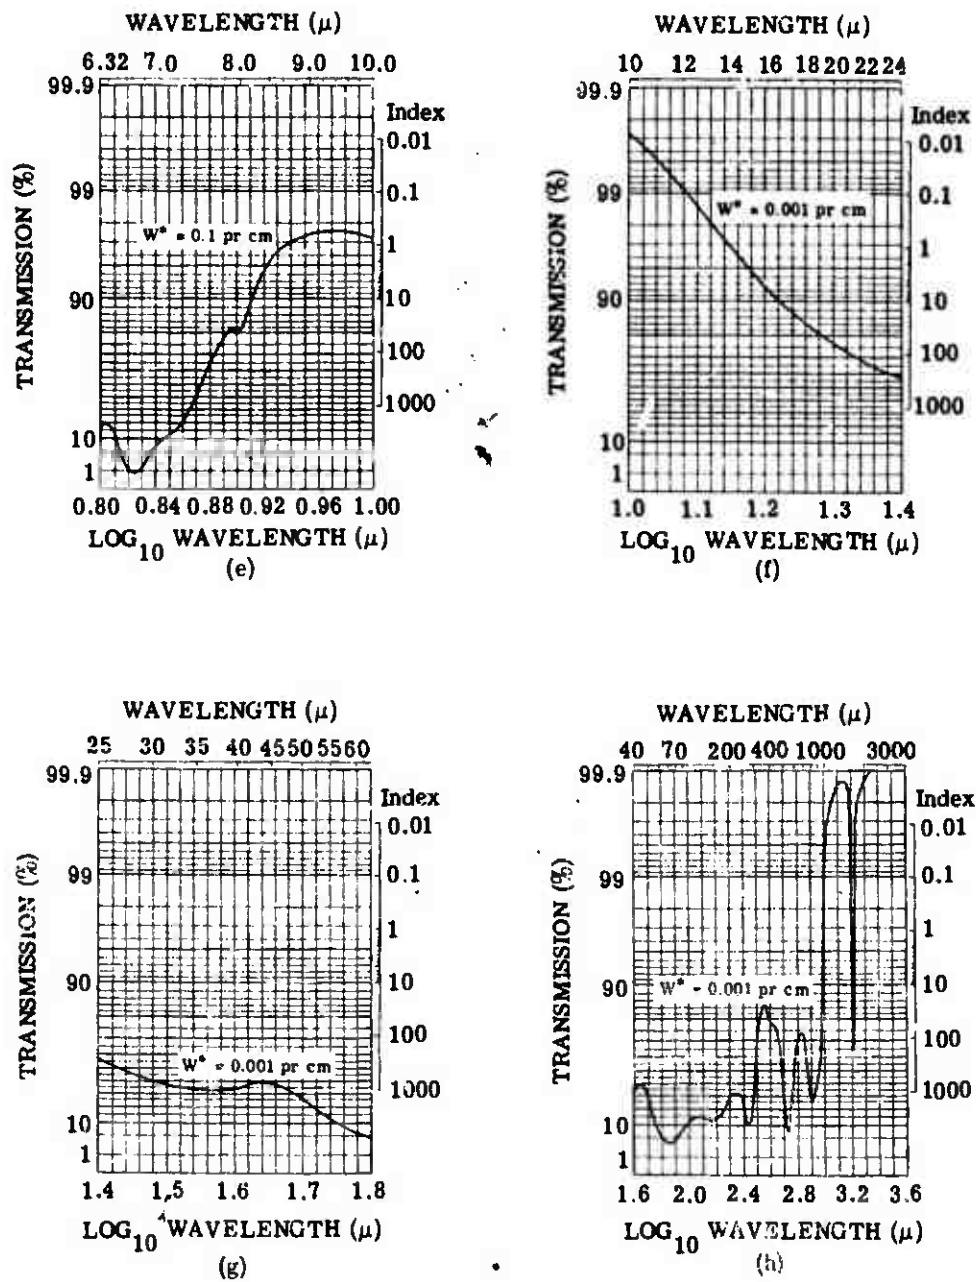 WAVELENGTH (μ)
6.32 7.0 8.0 9.0 10.0
99.9
99
90
10
1
TRANSMISSION (%)
W* = 0.1 pr cm
Index
0.01
0.1
1
10
100
1000
0.80 0.84 0.88 0.92 0.96 1.00
LOG10 WAVELENGTH (μ)
(e)
WAVELENGTH (μ)
10 12 14 16 18 20 22 24
99.9
99
90
10
1
TRANSMISSION (%)
W* = 0.001 pr cm
Index
0.01
0.1
1
10
100
1000
1.0 1.1 1.2 1.3 1.4
LOG10 WAVELENGTH (μ)
(f)
WAVELENGTH (μ)
25 30 35 40 45 50 55 60
99.9
99
90
10
1
TRANSMISSION (%)
W* = 0.001 pr cm
Index
0.01
0.1
1
10
100
1000
1.4 1.5 1.6 1.7 1.8
LOG10 WAVELENGTH (μ)
(g)
WAVELENGTH (μ)
40 70 200 400 1000 3000
99.9
99
90
10
1
TRANSMISSION (%)
W* = 0.001 pr cm
Index
0.01
0.1
1
10
100
1000
1.6 2.0 2.4 2.8 3.2 3.6
LOG10 WAVELENGTH (μ)
(h)